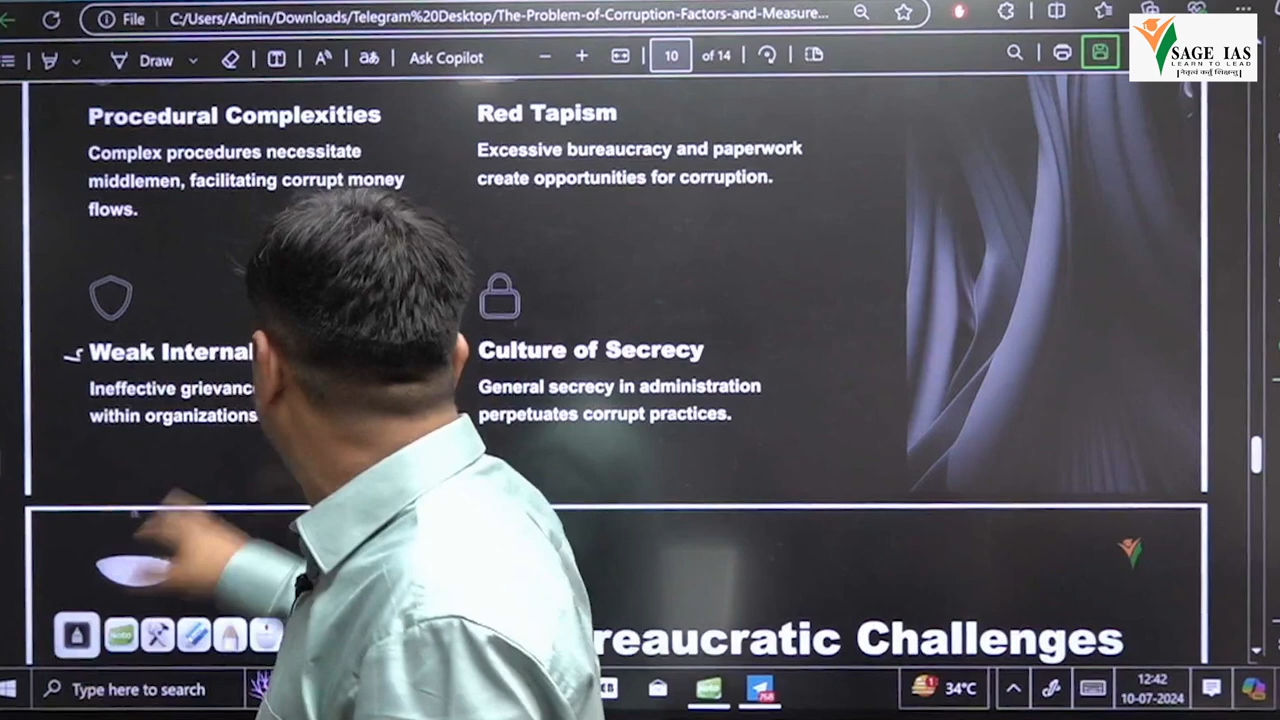 File C:/Users/Admin/Downloads/Telegram%20Desktop/The-Problem-of-Corruption-Factors-and-Measure...
Draw
Ask Copilot
10 of 14
SAGE IAS
LEARN TO LEAD
Procedural Complexities
Complex procedures necessitate
middlemen, facilitating corrupt money
flows.
Red Tapism
Excessive bureaucracy and paperwork
create opportunities for corruption.
Weak Internal
Ineffective
within organizations
Culture of Secrecy
General secrecy in administration
perpetuates corrupt practices.
Challenges
Type here to search
34°C
12:42
10-07-2024